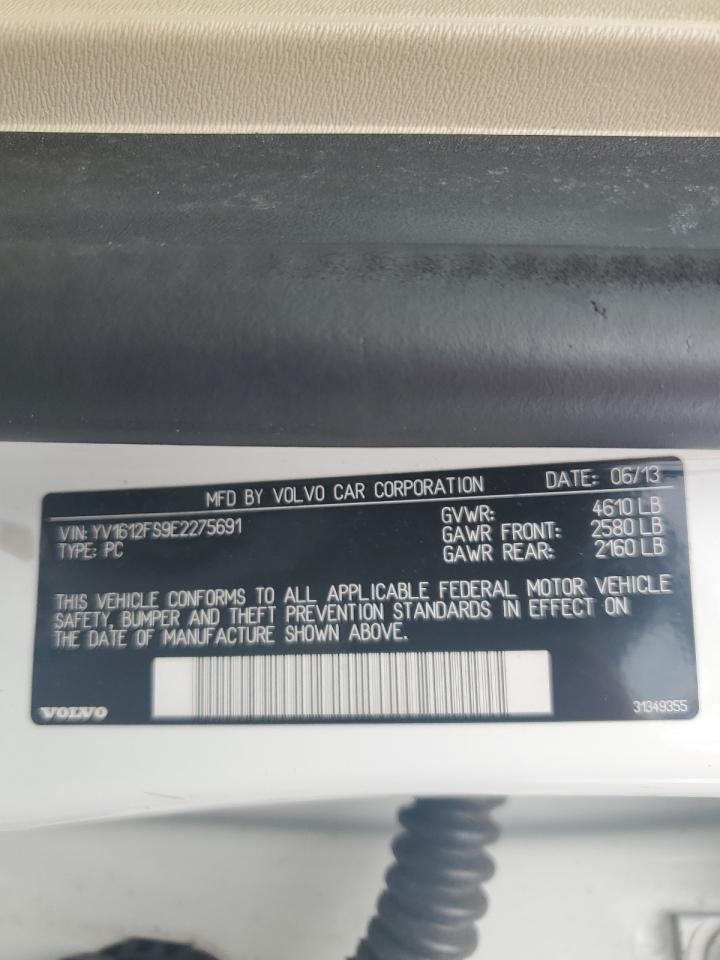 MFD BY VOLVO CAR CORPORATION DATE: 06/13
VIN: YV1612FS9E2275691
TYPE: PC
GVWR: 4610 LB
GAWR FRONT: 2580 LB
GAWR REAR: 2160 LB
THIS VEHICLE CONFORMS TO ALL APPLICABLE FEDERAL MOTOR VEHICLE
SAFETY, BUMPER AND THEFT PREVENTION STANDARDS IN EFFECT ON
THE DATE OF MANUFACTURE SHOWN ABOVE.
VOLVO
31349355